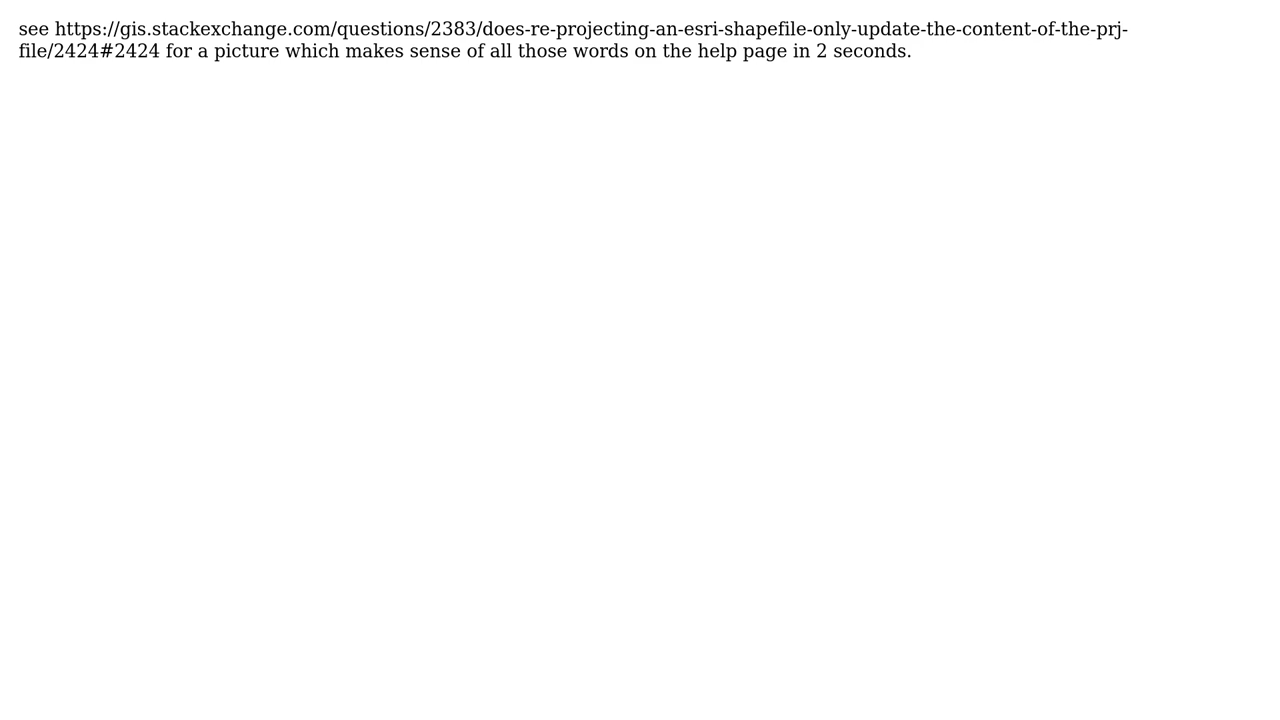 see https://gis.stackexchange.com/questions/2383/does-re-projecting-an-esri-shapefile-only-update-the-content-of-the-prj-
file/2424#2424 for a picture which makes sense of all those words on the help page in 2 seconds.